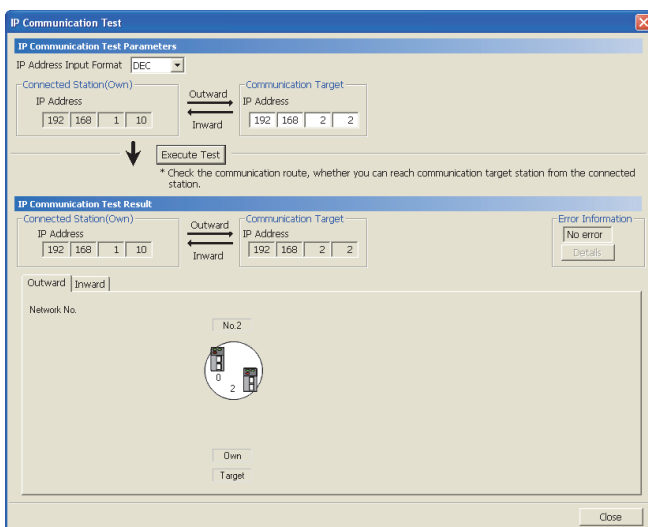 IP Communication Test
IP Communication Test Parameters
IP Address Input Format DEC
Connected Station(Own)
IP Address
192 168 1 10
Outward
Inward
Communication Target
IP Address
192 168 2 2
Execute Test
* Check the communication route, whether you can reach communication target station from the connected
station.
IP Communication Test Result
Connected Station(Own)
IP Address
192 168 1 10
Outward
Inward
Communication Target
IP Address
192 168 2 2
Error Information
No error
Details
Outward Inward
Network No.
No.2
0
2
Own
Target
Close